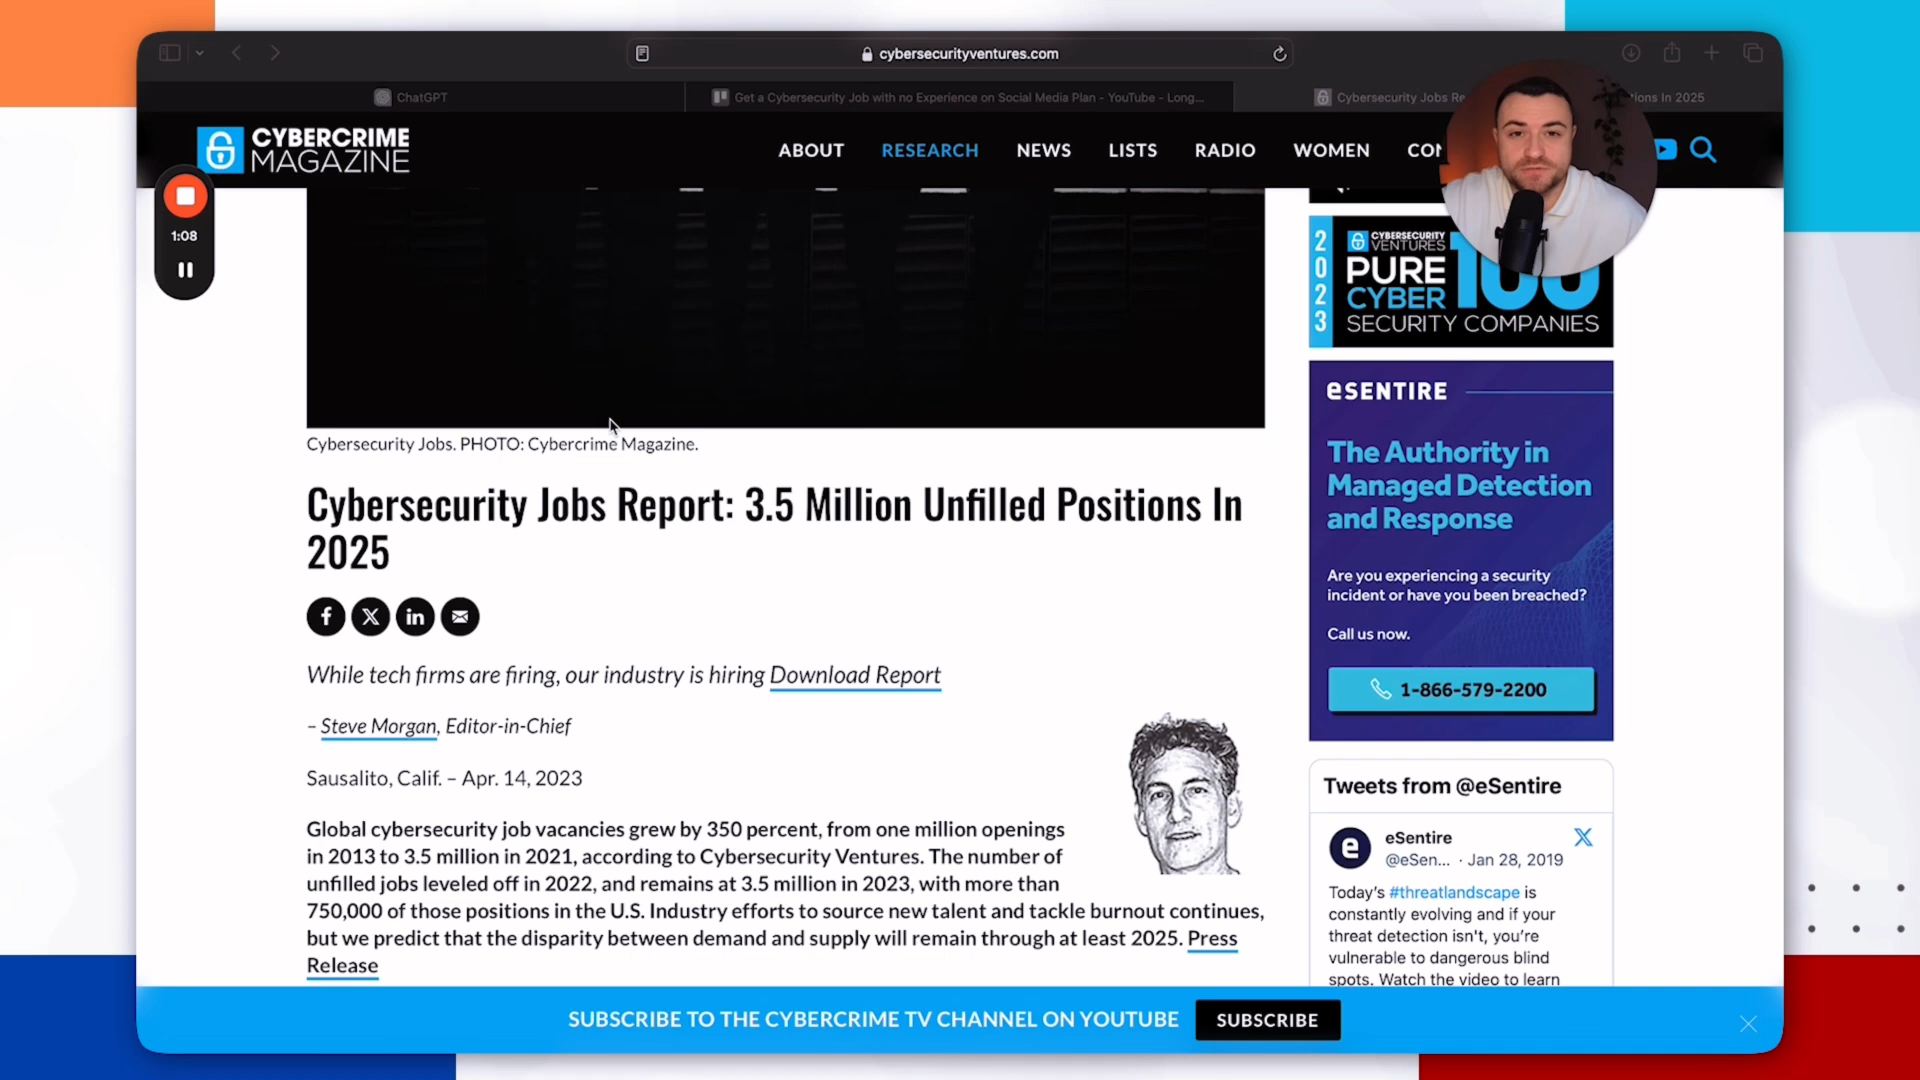 cybersecurityventures.com
ChatGPT
Get a Cybersecurity Job with no Experience on Social Media Plan - YouTube - Long...
Cybersecurity Jobs Re
ions In 2025
CYBERCRIME
MAGAZINE
ABOUT
RESEARCH
NEWS
LISTS
RADIO
WOMEN
CON
1:08
2023
CYBERSECURITY
VENTURES
PURE
CYBER
100
SECURITY COMPANIES
eSENTIRE
The Authority in
Managed Detection
and Response
Are you experiencing a security
incident or have you been breached?
Call us now.
1-866-579-2200
Cybersecurity Jobs. PHOTO: Cybercrime Magazine.
Cybersecurity Jobs Report: 3.5 Million Unfilled Positions In
2025
While tech firms are firing, our industry is hiring Download Report
– Steve Morgan, Editor-in-Chief
Sausalito, Calif. – Apr. 14, 2023
Global cybersecurity job vacancies grew by 350 percent, from one million openings
in 2013 to 3.5 million in 2021, according to Cybersecurity Ventures. The number of
unfilled jobs leveled off in 2022, and remains at 3.5 million in 2023, with more than
750,000 of those positions in the U.S. Industry efforts to source new talent and tackle burnout continues,
but we predict that the disparity between demand and supply will remain through at least 2025. Press
Release
Tweets from @eSentire
eSentire
@eSen... · Jan 28, 2019
Today's #threatlandscape is
constantly evolving and if your
threat detection isn't, you're
vulnerable to dangerous blind
spots. Watch the video to learn
SUBSCRIBE TO THE CYBERCRIME TV CHANNEL ON YOUTUBE
SUBSCRIBE